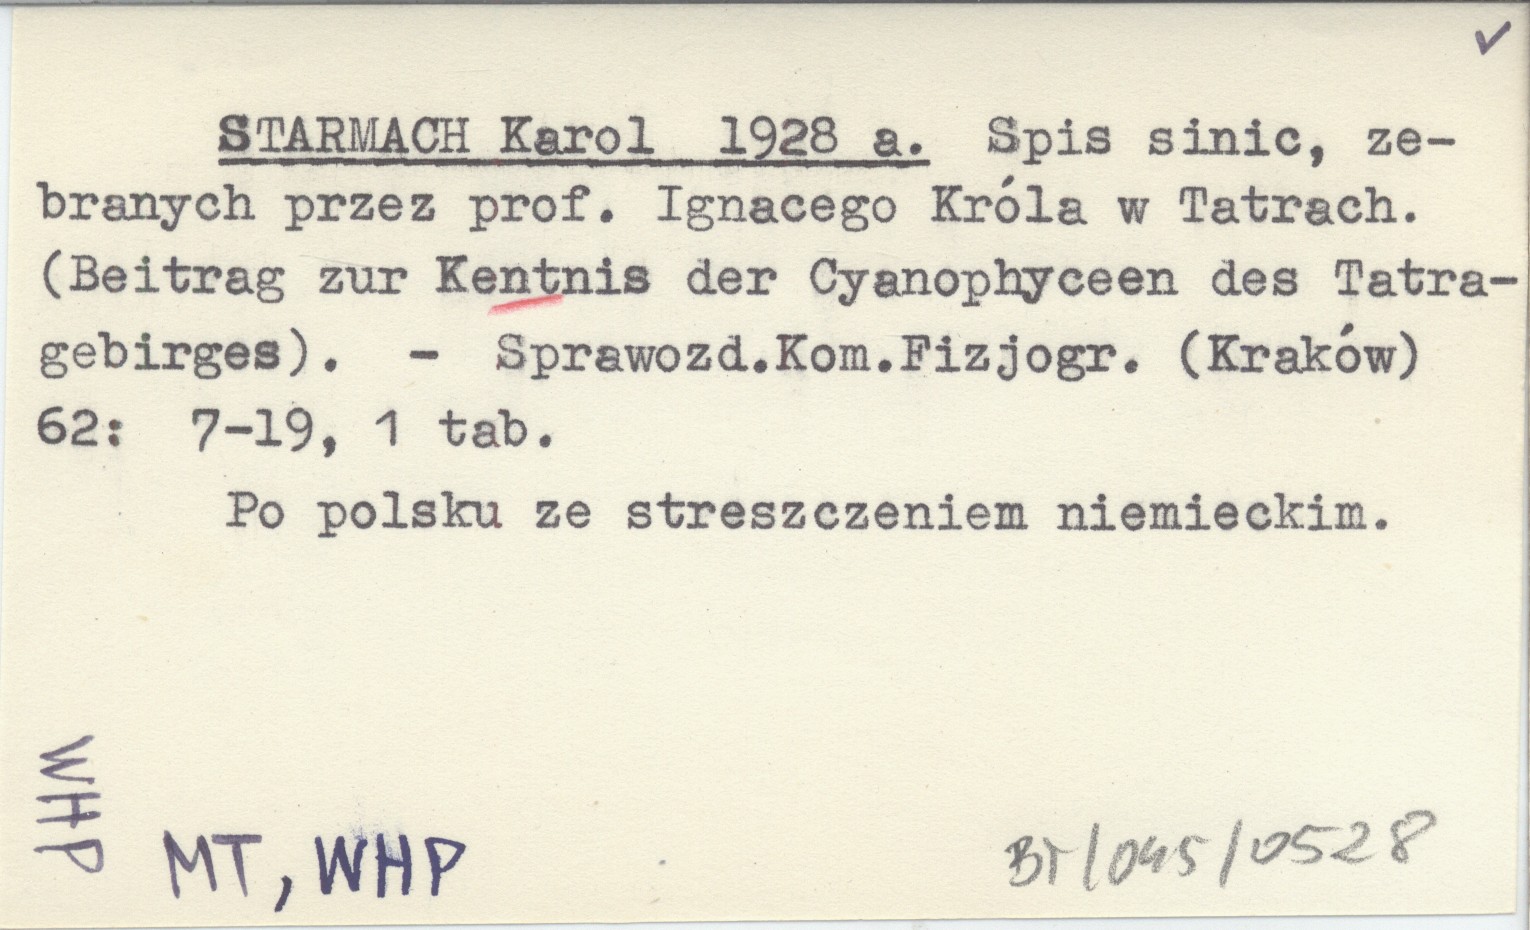 ✓
STARMACH Karol 1928 a. Spis sinic, ze-
branych przez prof. Ignacego Króla w Tatrach.
(Beitrag zur Kentnis der Cyanophyceen des Tatra-
gebirges). - Sprawozd.Kom.Fizjogr. (Kraków)
62: 7-19, 1 tab.
Po polsku ze streszczeniem niemieckim.
WHP
MT, WHP
BT/045/0528